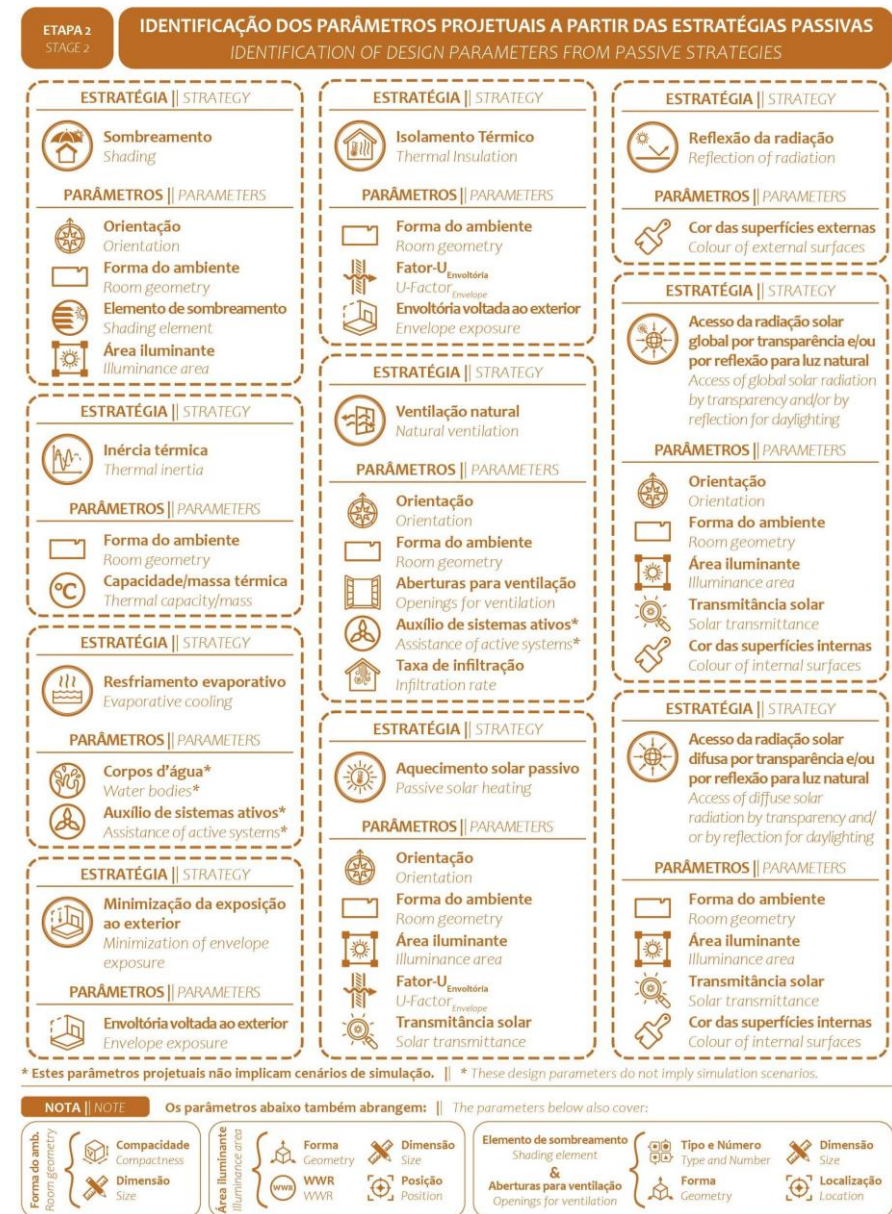 ETAPA 2
STAGE 2
IDENTIFICAÇÃO DOS PARÂMETROS PROJETUAIS A PARTIR DAS ESTRATÉGIAS PASSIVAS
IDENTIFICATION OF DESIGN PARAMETERS FROM PASSIVE STRATEGIES
ESTRATÉGIA || STRATEGY
Sombreamento
Shading
PARÂMETROS || PARAMETERS
Orientação
Orientation
Forma do ambiente
Room geometry
Elemento de sombreamento
Shading element
Área iluminante
Illuminance area
ESTRATÉGIA || STRATEGY
Inércia térmica
Thermal inertia
PARÂMETROS || PARAMETERS
Forma do ambiente
Room geometry
°C
Capacidade/massa térmica
Thermal capacity/mass
ESTRATÉGIA || STRATEGY
Resfriamento evaporativo
Evaporative cooling
PARÂMETROS || PARAMETERS
Corpos d'água*
Water bodies*
Auxílio de sistemas ativos*
Assistance of active systems*
ESTRATÉGIA || STRATEGY
Minimização da exposição
ao exterior
Minimization of envelope
exposure
PARÂMETROS || PARAMETERS
Envoltória voltada ao exterior
Envelope exposure
ESTRATÉGIA || STRATEGY
Isolamento Térmico
Thermal Insulation
PARÂMETROS || PARAMETERS
Forma do ambiente
Room geometry
Fator-U Envoltória
U-Factor Envelope
Envoltória voltada ao exterior
Envelope exposure
ESTRATÉGIA || STRATEGY
Ventilação natural
Natural ventilation
PARÂMETROS || PARAMETERS
Orientação
Orientation
Forma do ambiente
Room geometry
Aberturas para ventilação
Openings for ventilation
Auxílio de sistemas ativos*
Assistance of active systems*
Taxa de infiltração
Infiltration rate
ESTRATÉGIA || STRATEGY
Aquecimento solar passivo
Passive solar heating
PARÂMETROS || PARAMETERS
Orientação
Orientation
Forma do ambiente
Room geometry
Área iluminante
Illuminance area
Fator-U Envoltória
U-Factor Envelope
Transmitância solar
Solar transmittance
ESTRATÉGIA || STRATEGY
Reflexão da radiação
Reflection of radiation
PARÂMETROS || PARAMETERS
Cor das superfícies externas
Colour of external surfaces
ESTRATÉGIA || STRATEGY
Acesso da radiação solar
global por transparência e/ou
por reflexão para luz natural
Access of global solar radiation
by transparency and/or by
reflection for daylighting
PARÂMETROS || PARAMETERS
Orientação
Orientation
Forma do ambiente
Room geometry
Área iluminante
Illuminance area
Transmitância solar
Solar transmittance
Cor das superfícies internas
Colour of internal surfaces
ESTRATÉGIA || STRATEGY
Acesso da radiação solar
difusa por transparência e/ou
por reflexão para luz natural
Access of diffuse solar
radiation by transparency and/
or by reflection for daylighting
PARÂMETROS || PARAMETERS
Forma do ambiente
Room geometry
Área iluminante
Illuminance area
Transmitância solar
Solar transmittance
Cor das superfícies internas
Colour of internal surfaces
* Estes parâmetros projetuais não implicam cenários de simulação. || * These design parameters do not imply simulation scenarios.
NOTA || NOTE
Os parâmetros abaixo também abrangem: || The parameters below also cover:
Forma do amb.
Room geometry
Compacidade
Compactness
Dimensão
Size
Área iluminante
Illuminance area
Forma
Geometry
WWR
WWR
WWR
Dimensão
Size
Posição
Position
Elemento de sombreamento
Shading element
&
Aberturas para ventilação
Openings for ventilation
Tipo e Número
Type and Number
Forma
Geometry
Dimensão
Size
Localização
Location